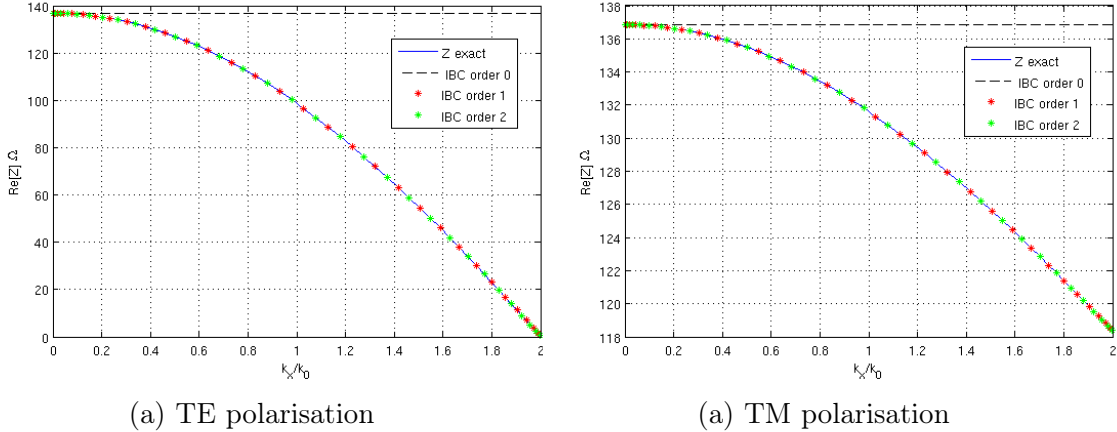 140
120
100
80
60
40
20
0
Re[Z] Ω
Z exact
IBC order 0
IBC order 1
IBC order 2
0 0.2 0.4 0.6 0.8 1 1.2 1.4 1.6 1.8 2
k_x/k_0
(a) TE polarisation
138
136
134
132
130
128
126
124
122
120
118
Re[Z] Ω
Z exact
IBC order 0
IBC order 1
IBC order 2
0 0.2 0.4 0.6 0.8 1 1.2 1.4 1.6 1.8 2
k_x/k_0
(a) TM polarisation